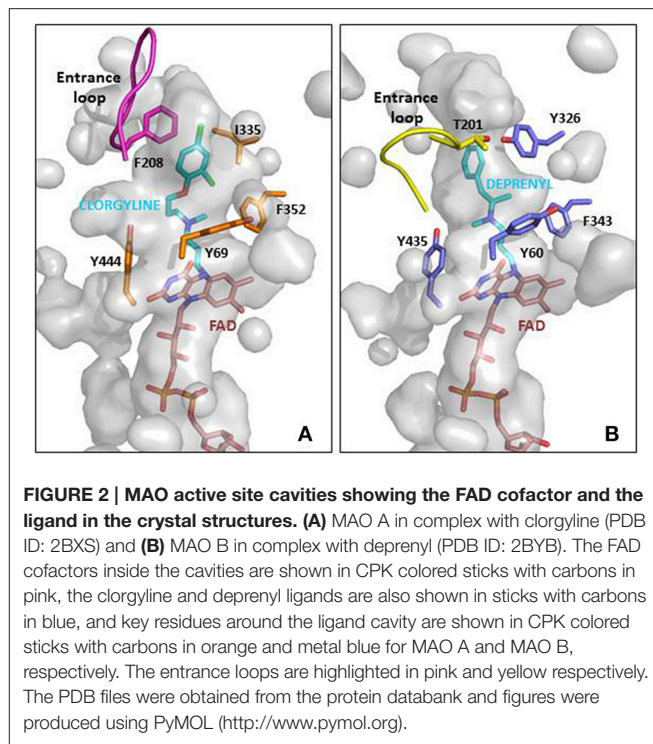 Entrance
loop
F208
I335
CLORGYLINE
F352
Y444
Y69
FAD
A
Entrance
loop
T201
Y326
DEPRENYL
F343
Y435
Y60
FAD
B
FIGURE 2 | MAO active site cavities showing the FAD cofactor and the
ligand in the crystal structures. (A) MAO A in complex with clorgyline (PDB
ID: 2BXS) and (B) MAO B in complex with deprenyl (PDB ID: 2BYB). The FAD
cofactors inside the cavities are shown in CPK colored sticks with carbons in
pink, the clorgyline and deprenyl ligands are also shown in sticks with carbons
in blue, and key residues around the ligand cavity are shown in CPK colored
sticks with carbons in orange and metal blue for MAO A and MAO B,
respectively. The entrance loops are highlighted in pink and yellow respectively.
The PDB files were obtained from the protein databank and figures were
produced using PyMOL (http://www.pymol.org).